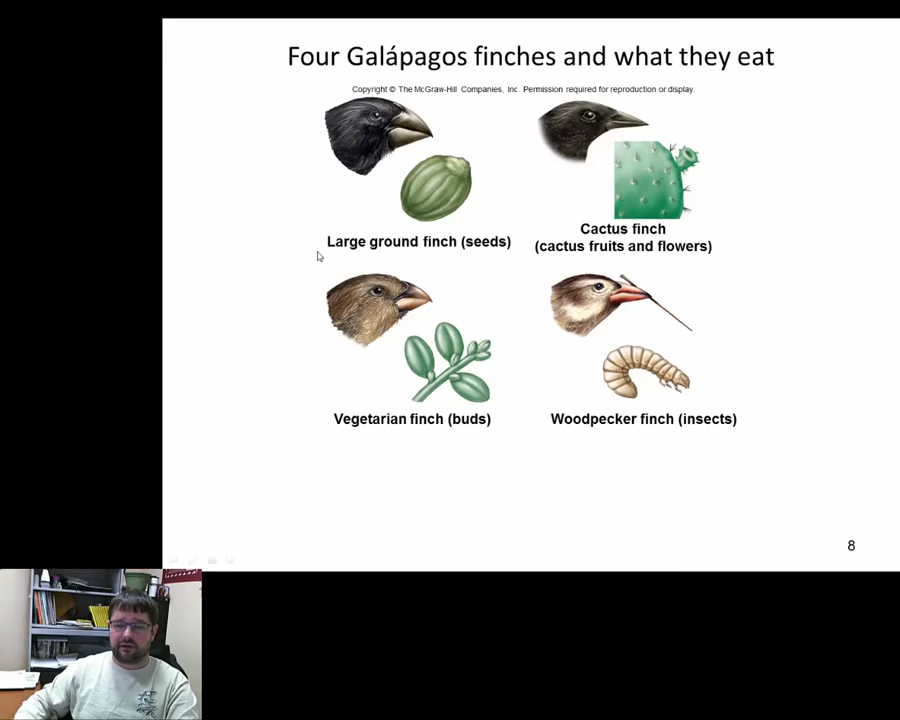 Four Galápagos finches and what they eat
Copyright © The McGraw-Hill Companies, Inc. Permission required for reproduction or display.
Large ground finch (seeds)
Cactus finch
(cactus fruits and flowers)
Vegetarian finch (buds)
Woodpecker finch (insects)
8